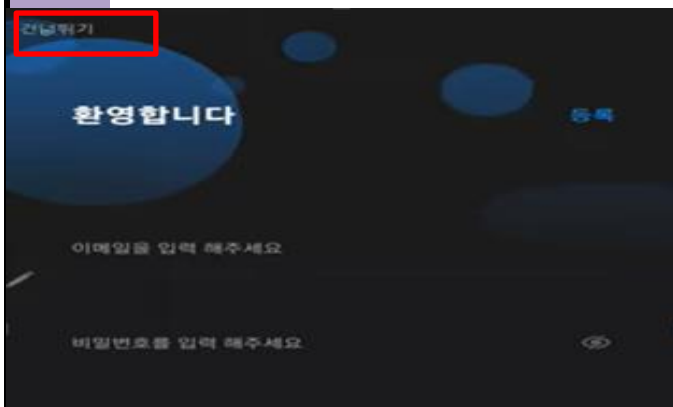 건너뛰기
환영합니다
등록
이메일을 입력 해주세요
비밀번호를 입력 해주세요